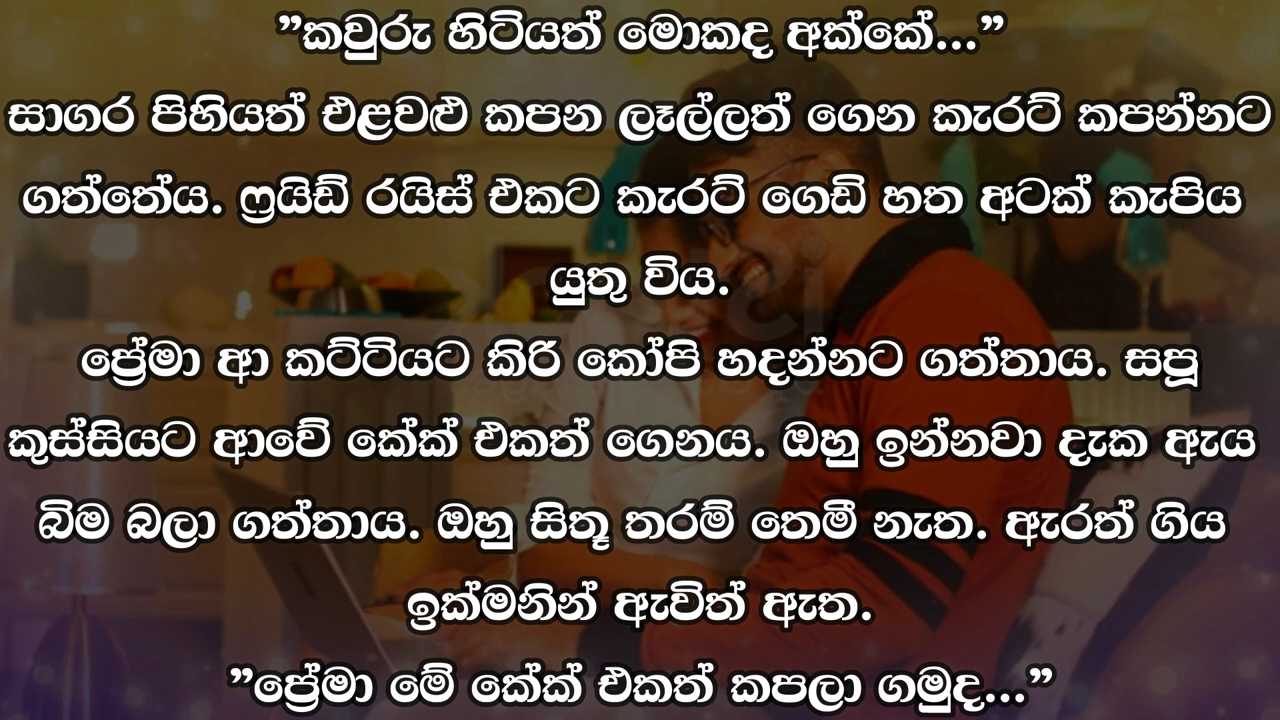 ”කවුරු හිටියත් මොකද අක්කේ...”
සාගර පිහියත් එළවළු කපන ලෑල්ලත් ගෙන කැරට් කපන්නට
ගත්තේය. ෆ්‍රයිඩ් රයිස් එකට කැරට් ගෙඩි හත අටක් කැපිය
යුතු විය.
ප්‍රේමා ආ කට්ටියට කිරි කෝපි හදන්නට ගත්තාය. සපූ
කුස්සියට ආවේ කේක් එකත් ගෙනය. ඔහු ඉන්නවා දැක ඇය
බිම බලා ගත්තාය. ඔහු සිතූ තරම් තෙමී නැත. ඇරත් ගිය
ඉක්මනින් ඇවිත් ඇත.
”ප්‍රේමා මේ කේක් එකත් කපලා ගමුද...”